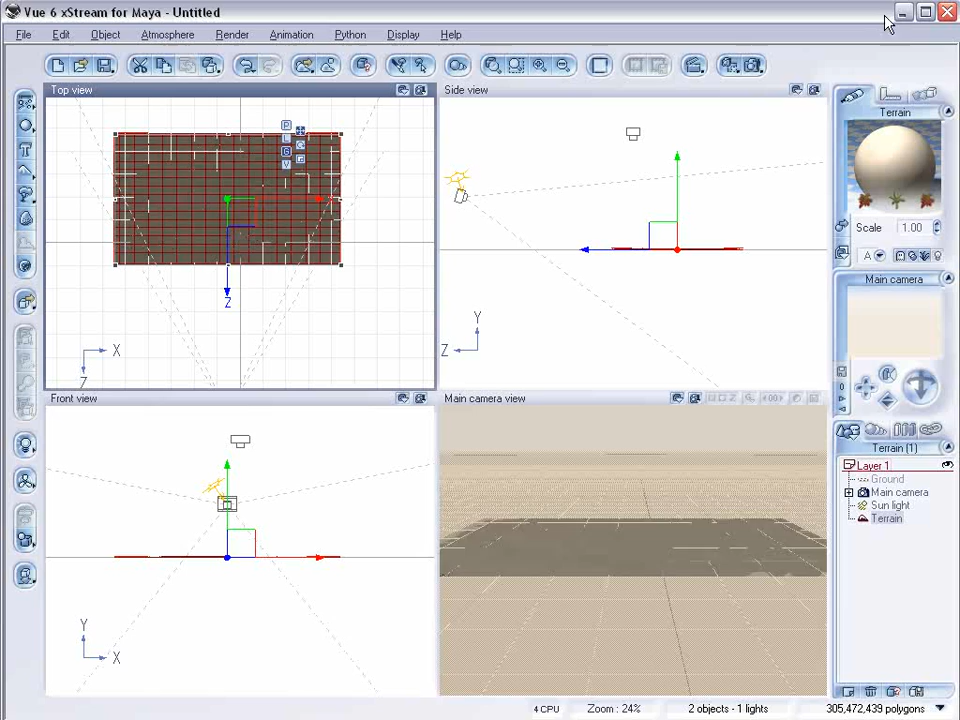 Vue 6 xStream for Maya - Untitled
File Edit Object Atmosphere Render Animation Python Display Help
Top view
Side view
Terrain
P
L
G
V
Scale 1.00
A
Z
X
Z
Y
Z
Main camera
0
Front view
Main camera view
Terrain (1)
Layer 1
Ground
Main camera
Sun light
Terrain
Y
X
4 CPU
Zoom : 24%
2 objects - 1 lights
305,472,439 polygons